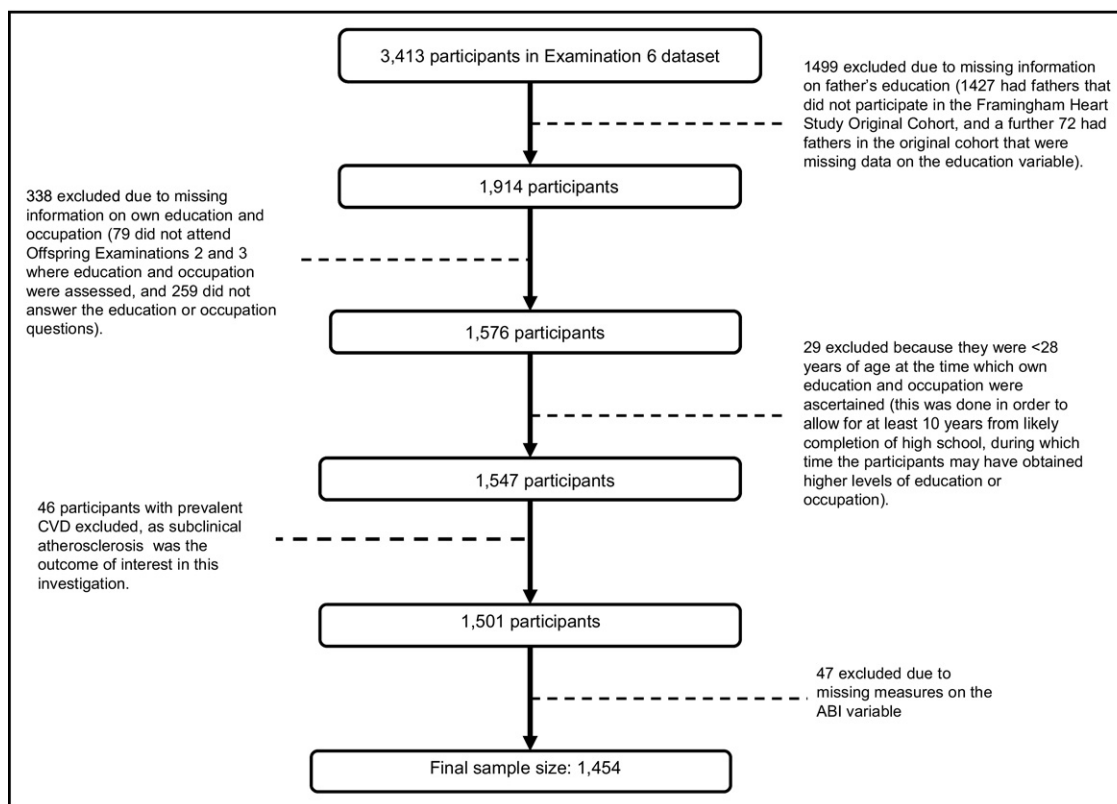 3,413 participants in Examination 6 dataset
1499 excluded due to missing information
on father's education (1427 had fathers that
did not participate in the Framingham Heart
Study Original Cohort, and a further 72 had
fathers in the original cohort that were
missing data on the education variable).
1,914 participants
338 excluded due to missing
information on own education and
occupation (79 did not attend
Offspring Examinations 2 and 3
where education and occupation
were assessed, and 259 did not
answer the education or occupation
questions).
1,576 participants
29 excluded because they were <28
years of age at the time which own
education and occupation were
ascertained (this was done in order to
allow for at least 10 years from likely
completion of high school, during which
time the participants may have obtained
higher levels of education or
occupation).
1,547 participants
46 participants with prevalent
CVD excluded, as subclinical
atherosclerosis was the
outcome of interest in this
investigation.
1,501 participants
47 excluded due to
missing measures on the
ABI variable
Final sample size: 1,454